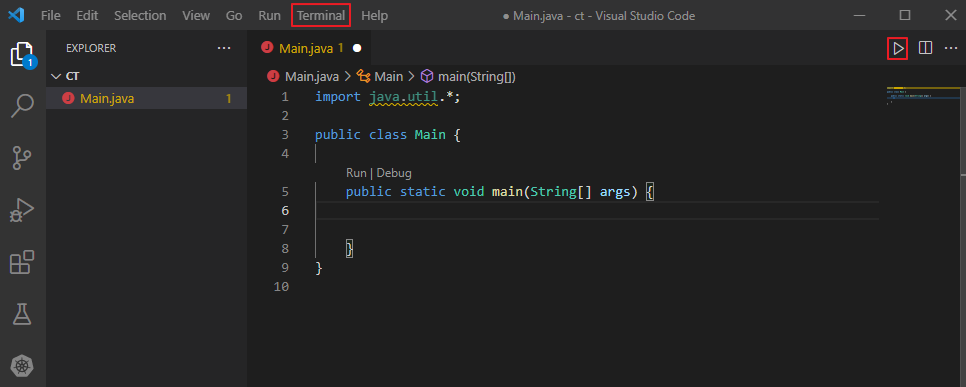 File Edit Selection View Go Run Terminal Help ● Main.java - ct - Visual Studio Code
EXPLORER ···
Main.java 1 ●
1
CT
Main.java 1
Main.java > Main > main(String[])
1 import java.util.*;
2
3 public class Main {
4
Run | Debug
5 public static void main(String[] args) {
6
7
8 }
9 }
10